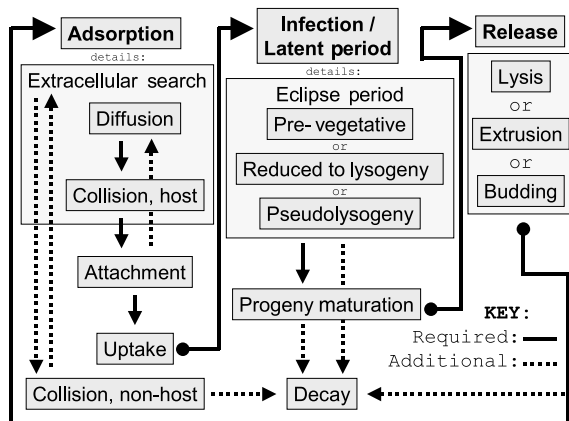 Adsorption
details:
Extracellular search
Diffusion
Collision, host
Attachment
Uptake
Collision, non-host
Infection /
Latent period
details:
Eclipse period
Pre- vegetative
or
Reduced to lysogeny
or
Pseudolysogeny
Progeny maturation
Decay
Release
Lysis
or
Extrusion
or
Budding
KEY:
Required:
Additional: